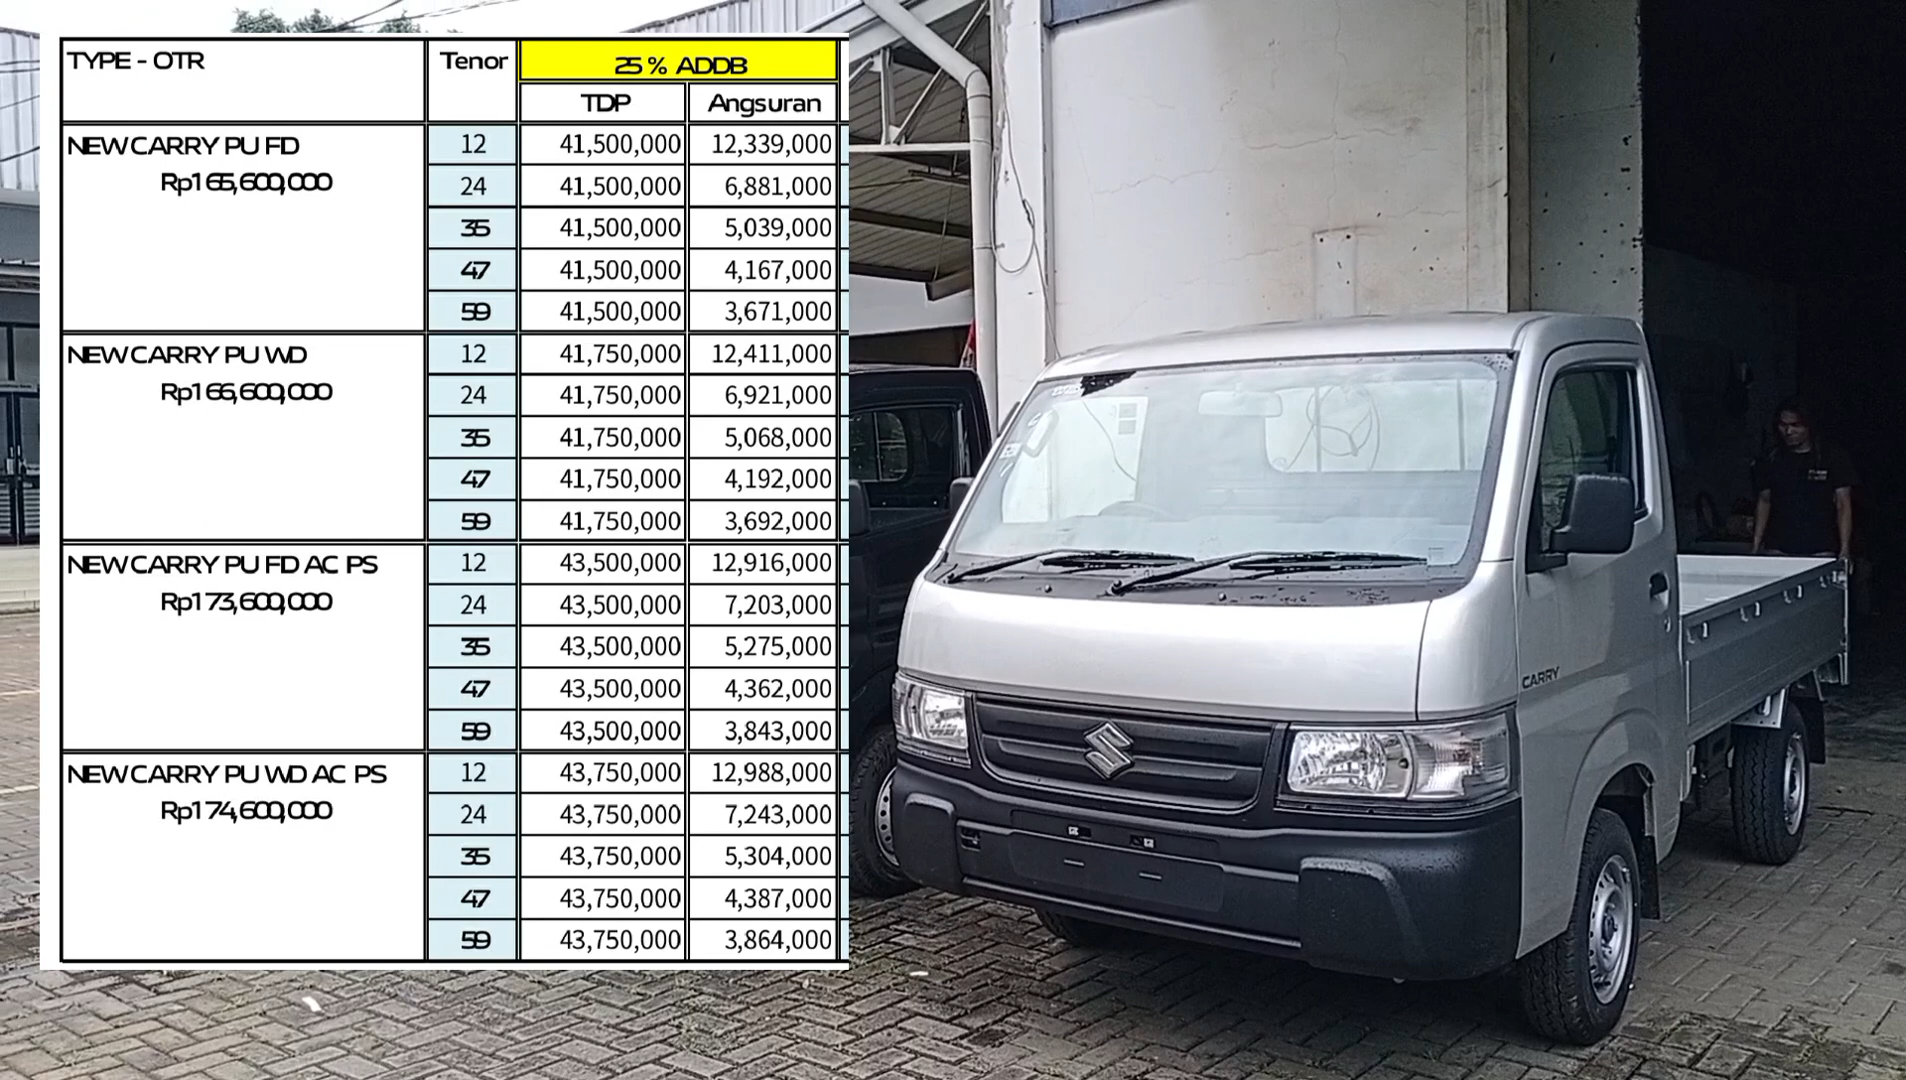 TYPE - OTR Tenor 25 % ADDB
TDP Angsuran
NEW CARRY PU FD 12 41,500,000 12,339,000
Rp165,600,000 24 41,500,000 6,881,000
35 41,500,000 5,039,000
47 41,500,000 4,167,000
59 41,500,000 3,671,000
NEW CARRY PU WD 12 41,750,000 12,411,000
Rp166,600,000 24 41,750,000 6,921,000
35 41,750,000 5,068,000
47 41,750,000 4,192,000
59 41,750,000 3,692,000
NEW CARRY PU FD AC PS 12 43,500,000 12,916,000
Rp173,600,000 24 43,500,000 7,203,000
35 43,500,000 5,275,000
47 43,500,000 4,362,000
59 43,500,000 3,843,000
NEW CARRY PU WD AC PS 12 43,750,000 12,988,000
Rp174,600,000 24 43,750,000 7,243,000
35 43,750,000 5,304,000
47 43,750,000 4,387,000
59 43,750,000 3,864,000
CARRY